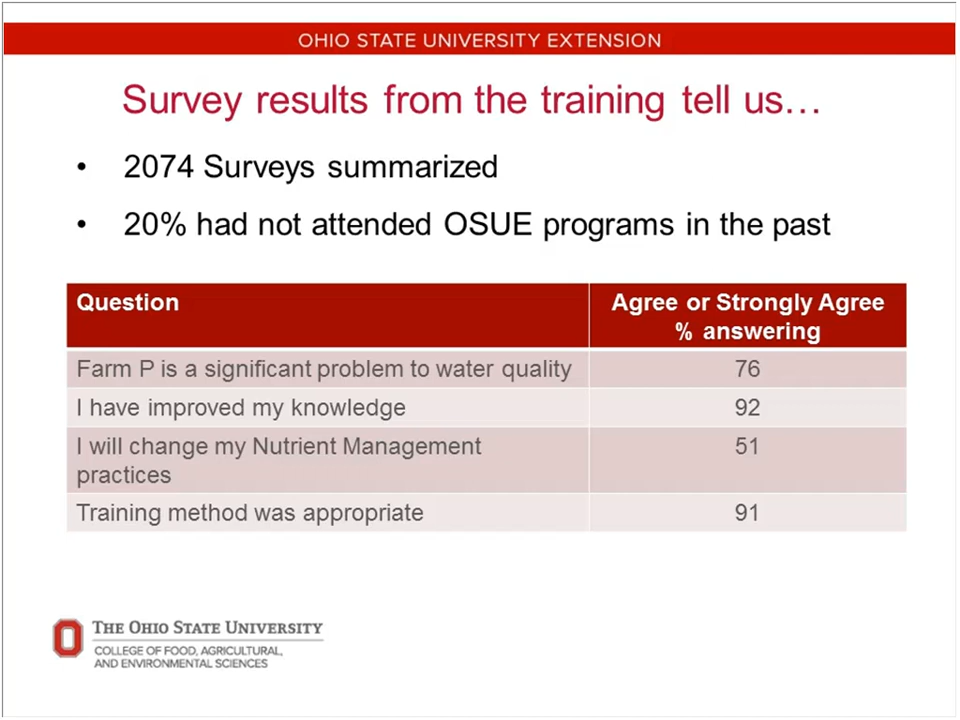 OHIO STATE UNIVERSITY EXTENSION
Survey results from the training tell us…
• 2074 Surveys summarized
• 20% had not attended OSUE programs in the past
Question
Agree or Strongly Agree
% answering
Farm P is a significant problem to water quality 76
I have improved my knowledge 92
I will change my Nutrient Management 51
practices
Training method was appropriate 91
THE OHIO STATE UNIVERSITY
COLLEGE OF FOOD, AGRICULTURAL,
AND ENVIRONMENTAL SCIENCES